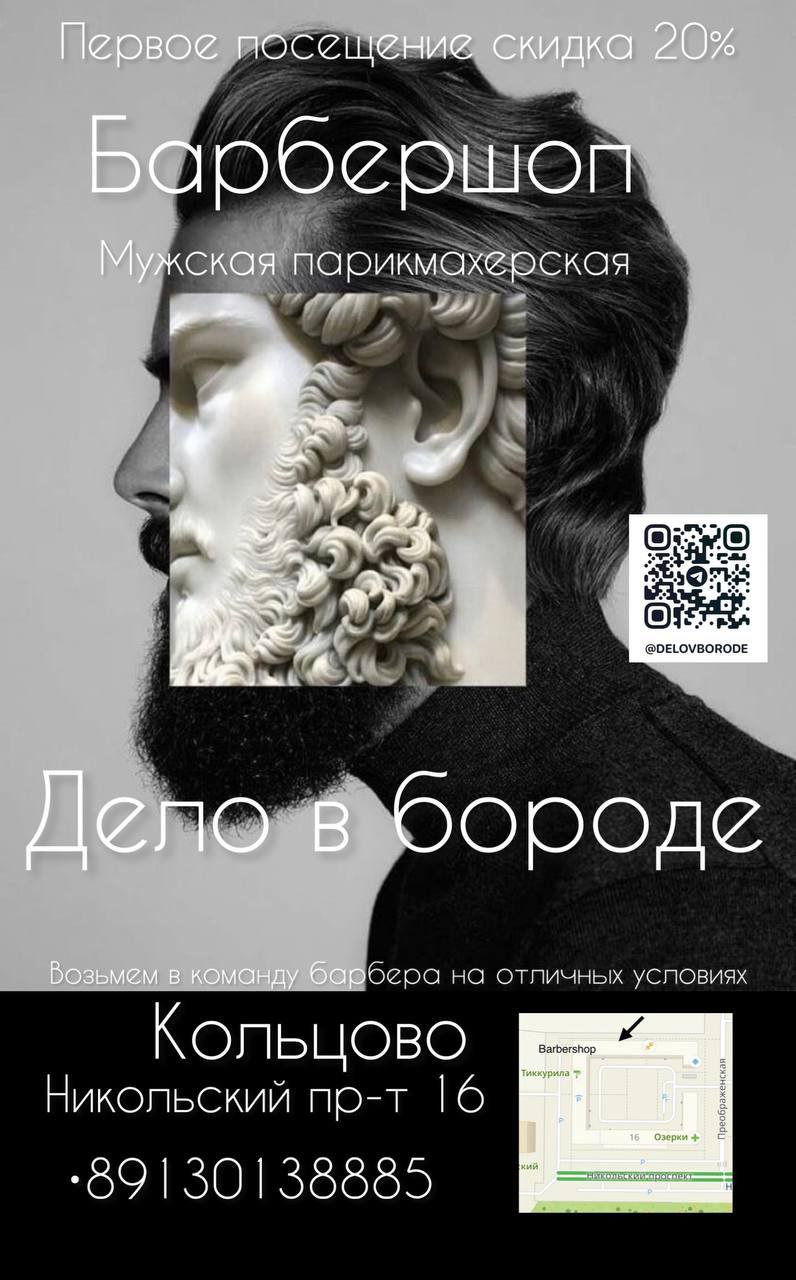 Первое посещение скидка 20%
Барбершоп
Мужская парикмахерская
@DELOVBORODE
Дело в бороде
Возьмем в команду барбера на отличных условиях
Кольцово
Никольский пр-т 16
•89130138885
Barbershop
Тиккурила
Преображенская
16 Озерки
ский
Никольский проспект